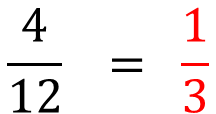 4/12 = 1/3